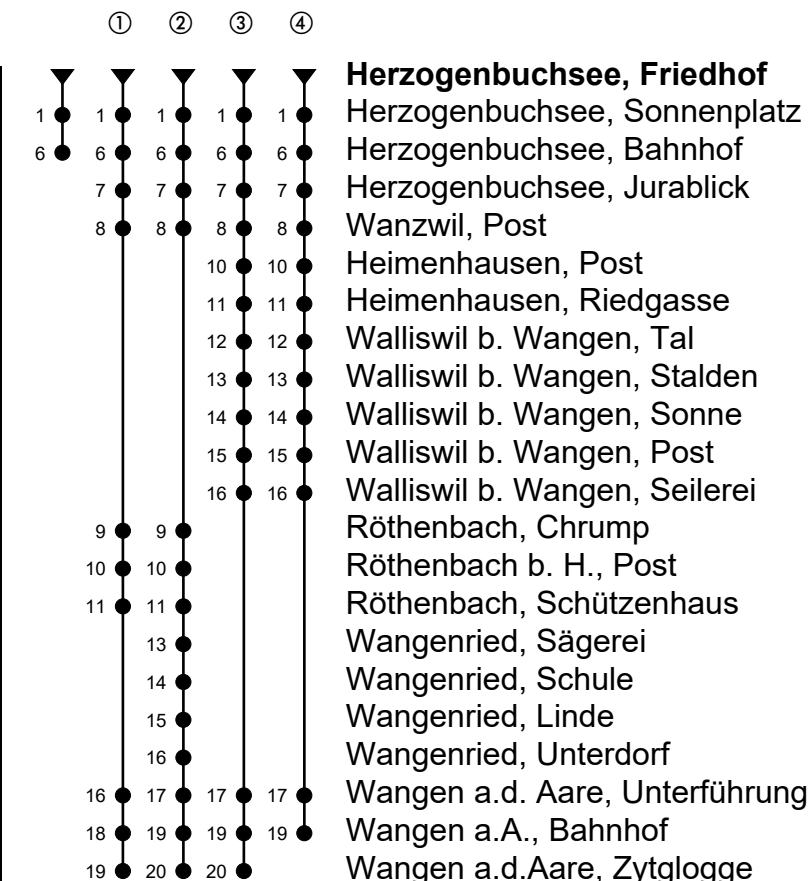 ① ② ③ ④
Herzogenbuchsee, Friedhof
1 1 1 1 1 Herzogenbuchsee, Sonnenplatz
6 6 6 6 6 Herzogenbuchsee, Bahnhof
7 7 7 7 Herzogenbuchsee, Jurablick
8 8 8 8 Wanzwil, Post
10 10 Heimenhausen, Post
11 11 Heimenhausen, Riedgasse
12 12 Walliswil b. Wangen, Tal
13 13 Walliswil b. Wangen, Stalden
14 14 Walliswil b. Wangen, Sonne
15 15 Walliswil b. Wangen, Post
16 16 Walliswil b. Wangen, Seilerei
9 9 Röthenbach, Chrump
10 10 Röthenbach b. H., Post
11 11 Röthenbach, Schützenhaus
13 Wangenried, Sägerei
14 Wangenried, Schule
15 Wangenried, Linde
16 Wangenried, Unterdorf
16 17 17 17 Wangen a.d. Aare, Unterführung
18 19 19 19 Wangen a.A., Bahnhof
19 20 20 Wangen a.d.Aare, Zytglogge